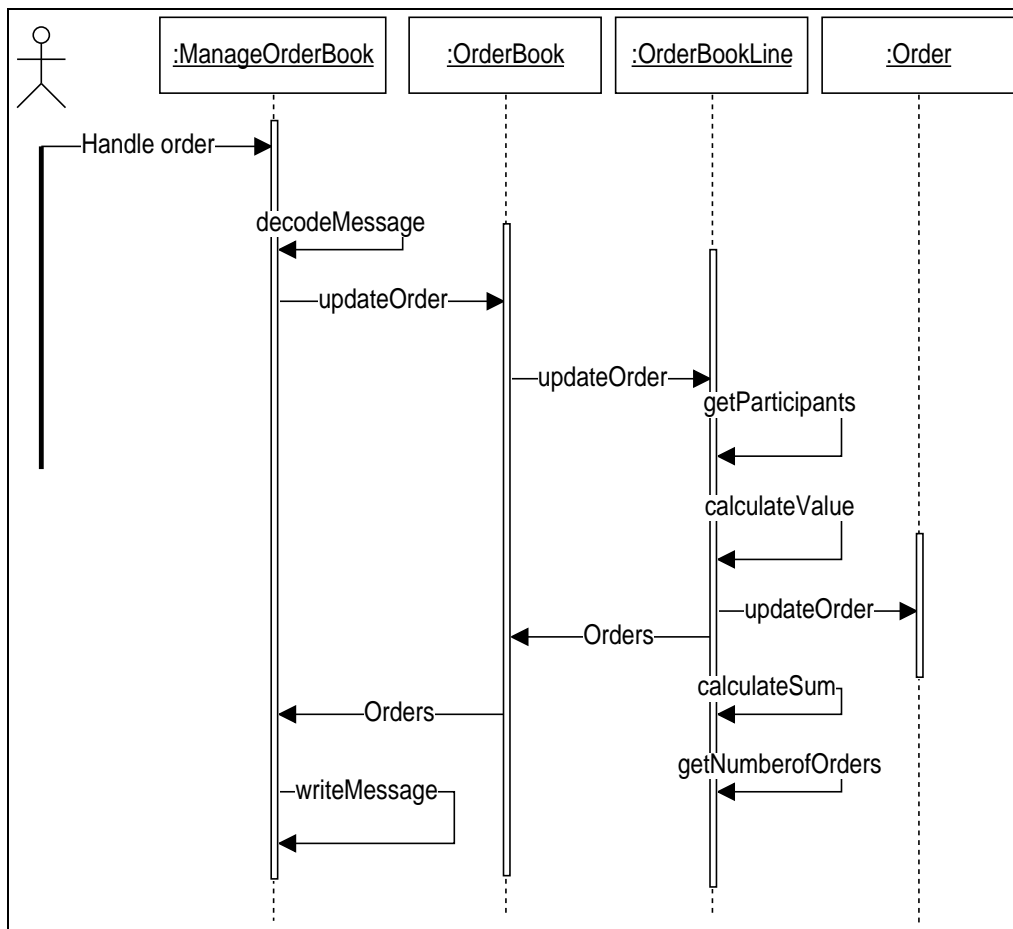 :ManageOrderBook
:OrderBook
:OrderBookLine
:Order
Handle order
decodeMessage
updateOrder
updateOrder
getParticipants
calculateValue
updateOrder
Orders
calculateSum
Orders
getNumberofOrders
writeMessage